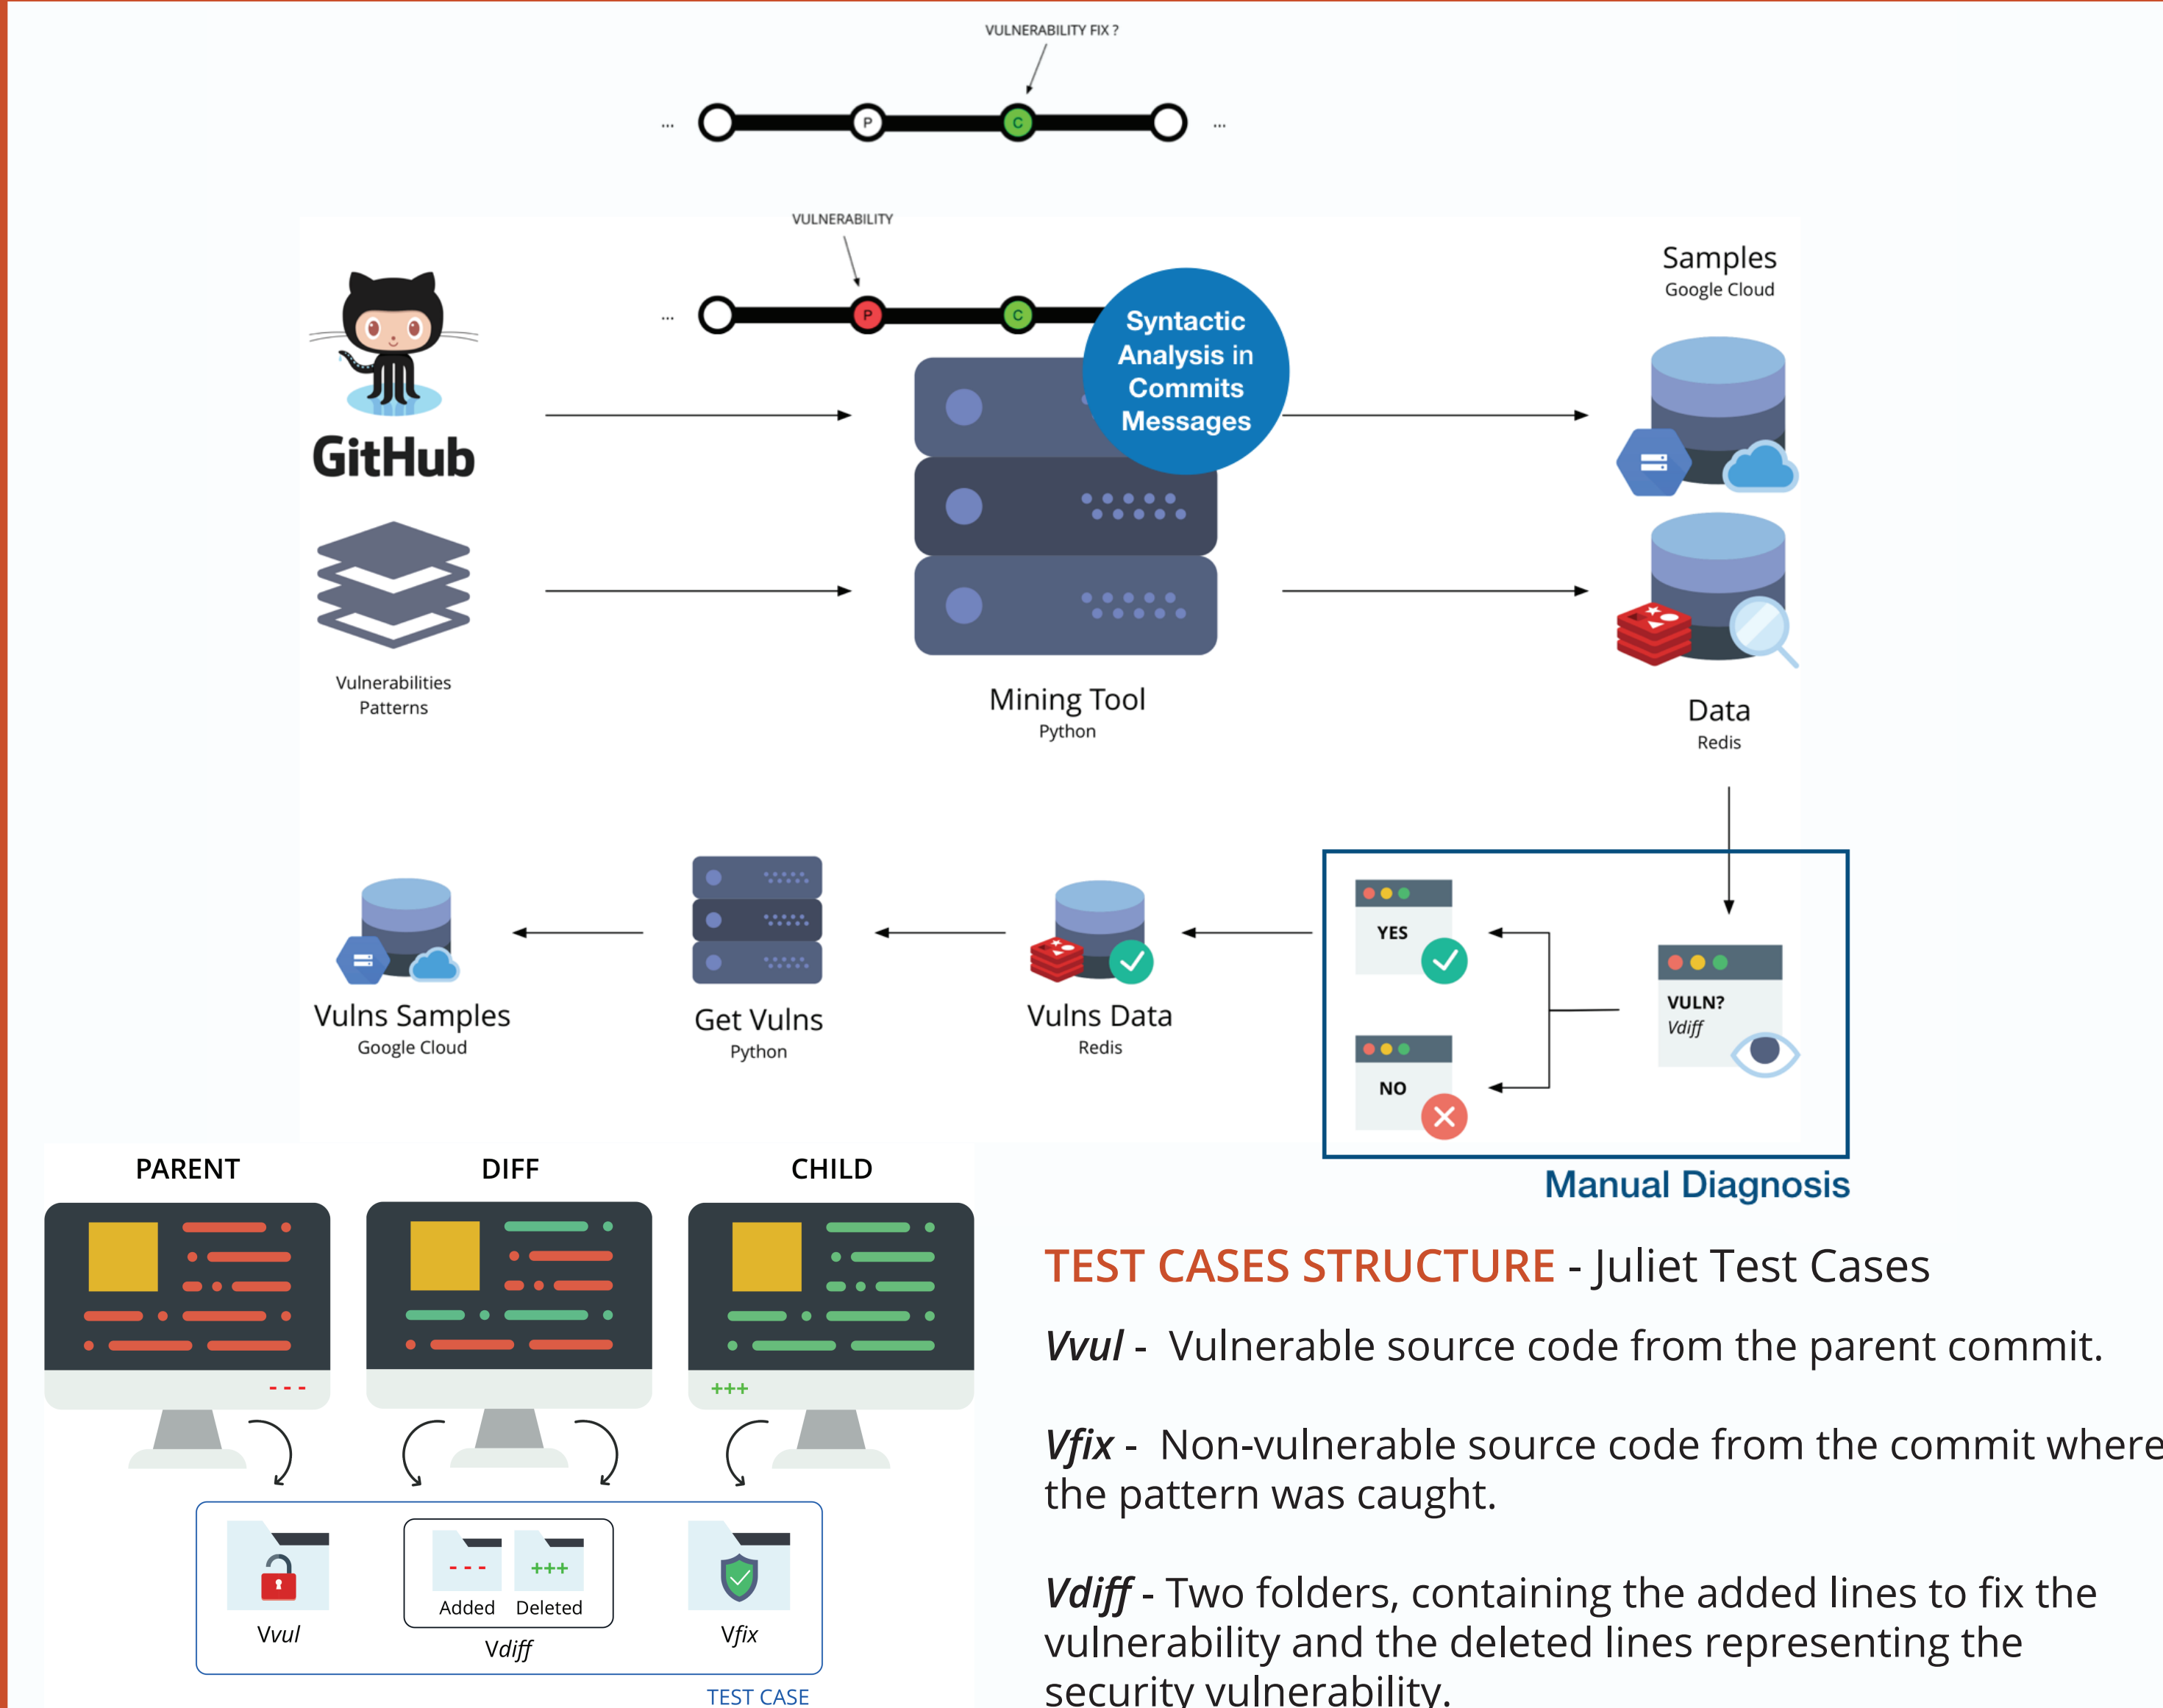 VULNERABILITY FIX ?
...
P
C
...
VULNERABILITY
...
P
C
Syntactic
Analysis in
Commits
Messages
Samples
Google Cloud
GitHub
Vulnerabilities
Patterns
Mining Tool
Python
Data
Redis
Vulns Samples
Google Cloud
Get Vulns
Python
Vulns Data
Redis
YES
NO
VULN?
Vdiff
Manual Diagnosis
PARENT
DIFF
CHILD
- - -
+++
- - -
+++
Added
Deleted
Vvul
Vdiff
Vfix
TEST CASE
TEST CASES STRUCTURE - Juliet Test Cases
Vvul - Vulnerable source code from the parent commit.
Vfix - Non-vulnerable source code from the commit where
the pattern was caught.
Vdiff - Two folders, containing the added lines to fix the
vulnerability and the deleted lines representing the
security vulnerability.